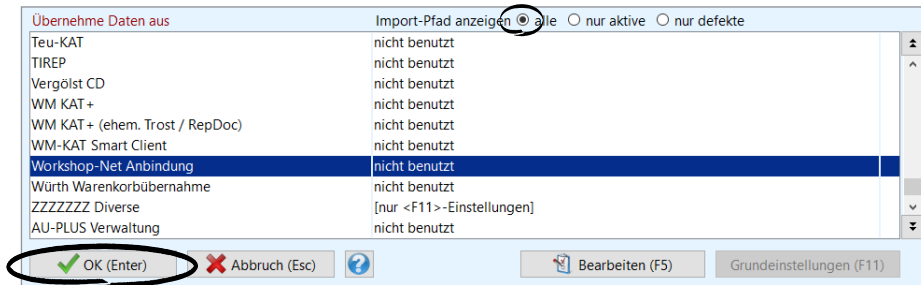 Übernehme Daten aus Import-Pfad anzeigen alle nur aktive nur defekte
Teu-KAT nicht benutzt
TIREP nicht benutzt
Vergölst CD nicht benutzt
WM KAT+ nicht benutzt
WM KAT+ (ehem. Trost / RepDoc) nicht benutzt
WM-KAT Smart Client nicht benutzt
Workshop-Net Anbindung nicht benutzt
Würth Warenkorbübernahme nicht benutzt
ZZZZZZZ Diverse [nur <F11>-Einstellungen]
AU-PLUS Verwaltung nicht benutzt
OK (Enter) Abbruch (Esc) ? Bearbeiten (F5) Grundeinstellungen (F11)